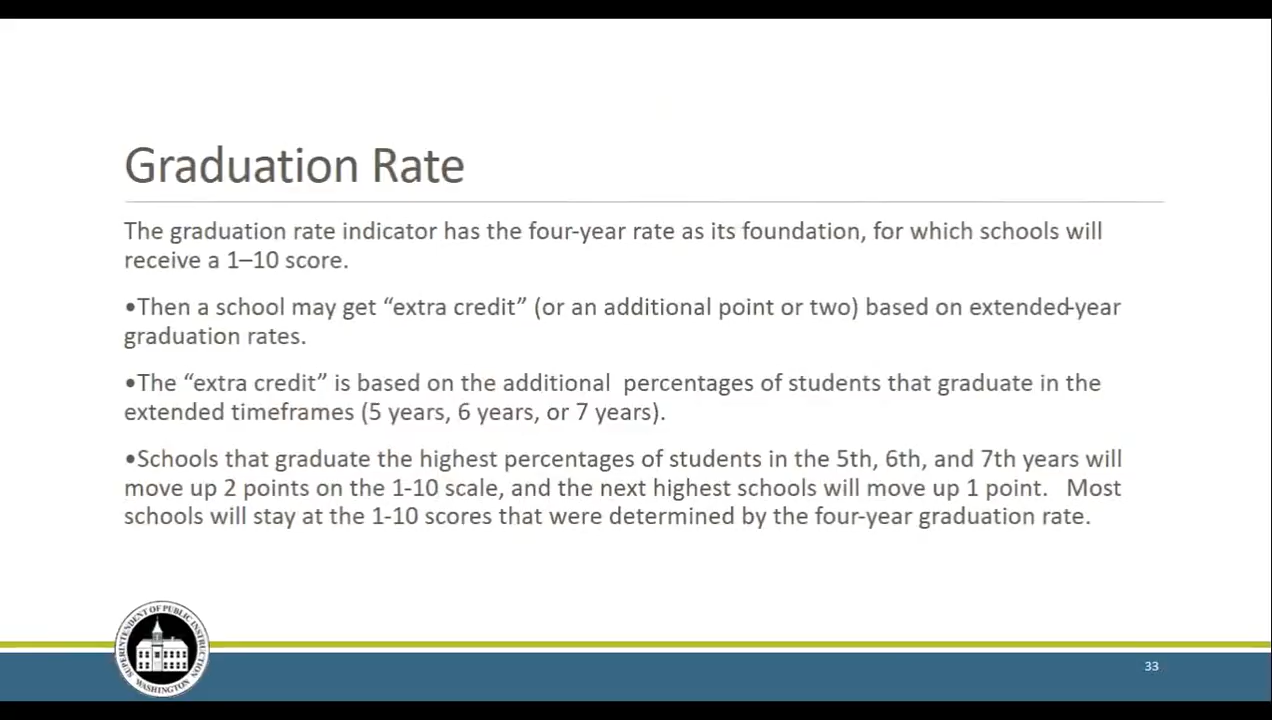 Graduation Rate
The graduation rate indicator has the four-year rate as its foundation, for which schools will
receive a 1–10 score.
•Then a school may get “extra credit” (or an additional point or two) based on extended-year
graduation rates.
•The “extra credit” is based on the additional  percentages of students that graduate in the
extended timeframes (5 years, 6 years, or 7 years).
•Schools that graduate the highest percentages of students in the 5th, 6th, and 7th years will
move up 2 points on the 1-10 scale, and the next highest schools will move up 1 point.   Most
schools will stay at the 1-10 scores that were determined by the four-year graduation rate.
SUPERINTENDENT OF PUBLIC INSTRUCTION
WASHINGTON
33